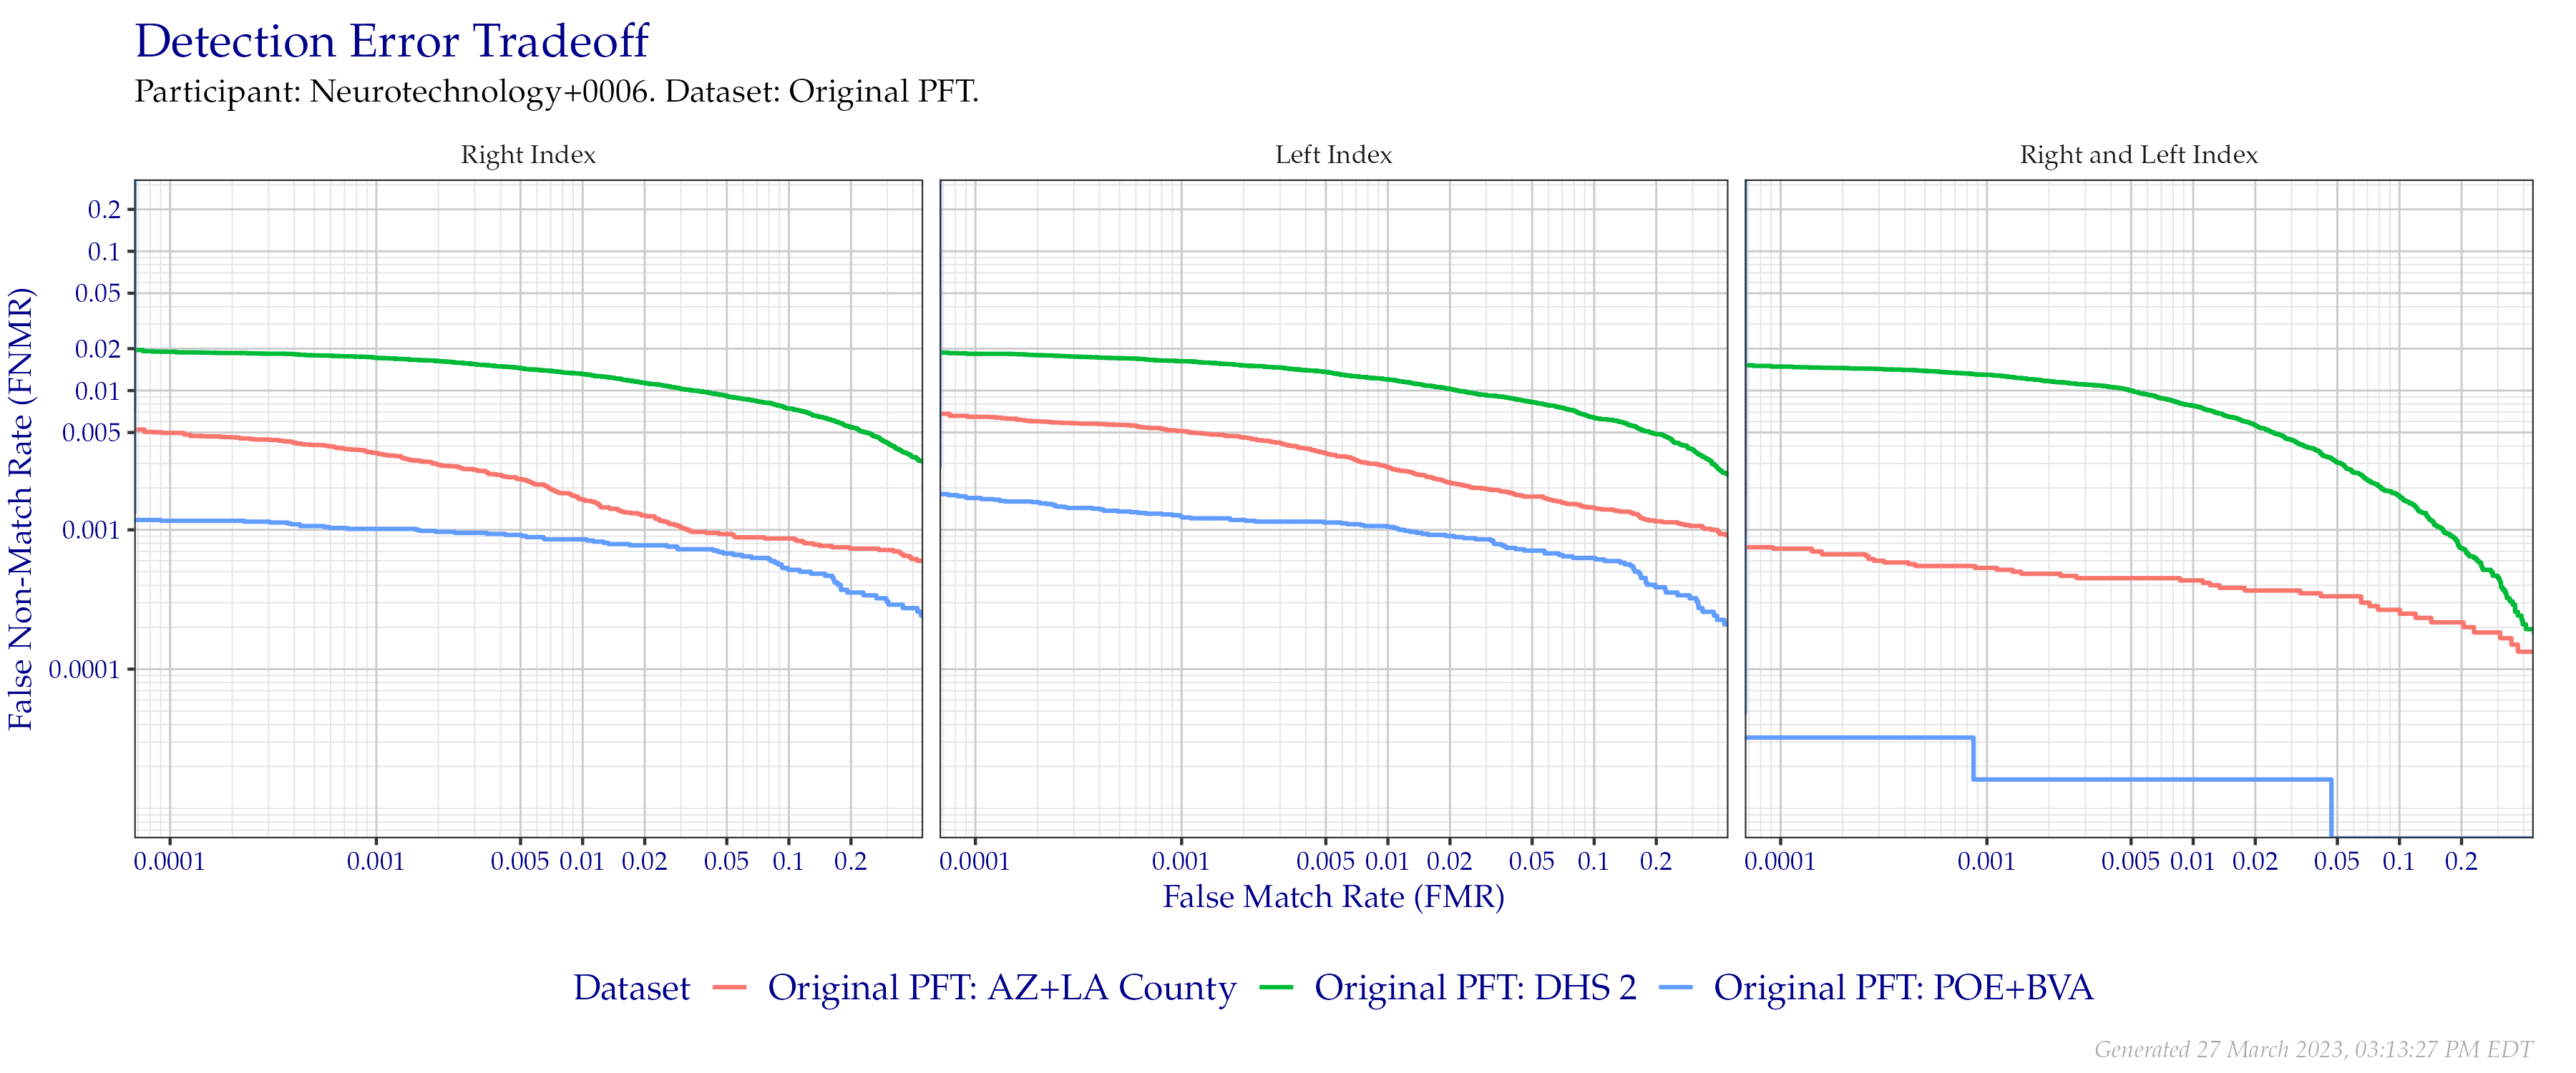 Detection Error Tradeoff
Participant: Neurotechnology+0006. Dataset: Original PFT.
Right Index
Left Index
Right and Left Index
False Non-Match Rate (FNMR)
0.2
0.1
0.05
0.02
0.01
0.005
0.001
0.0001
0.0001 0.001 0.005 0.01 0.02 0.05 0.1 0.2
0.0001 0.001 0.005 0.01 0.02 0.05 0.1 0.2
0.0001 0.001 0.005 0.01 0.02 0.05 0.1 0.2
False Match Rate (FMR)
Dataset Original PFT: AZ+LA County Original PFT: DHS 2 Original PFT: POE+BVA
Generated 27 March 2023, 03:13:27 PM EDT